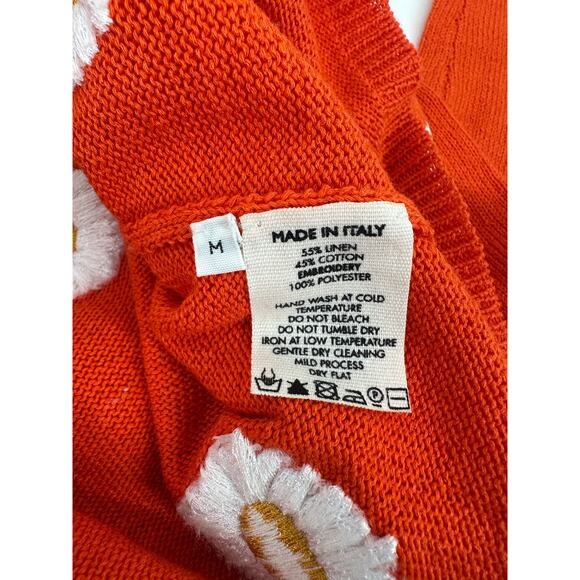 M
MADE IN ITALY
55% LINEN
45% COTTON
EMBROIDERY
100% POLYESTER
HAND WASH AT COLD
TEMPERATURE
DO NOT BLEACH
DO NOT TUMBLE DRY
IRON AT LOW TEMPERATURE
GENTLE DRY CLEANING
MILD PROCESS
DRY FLAT